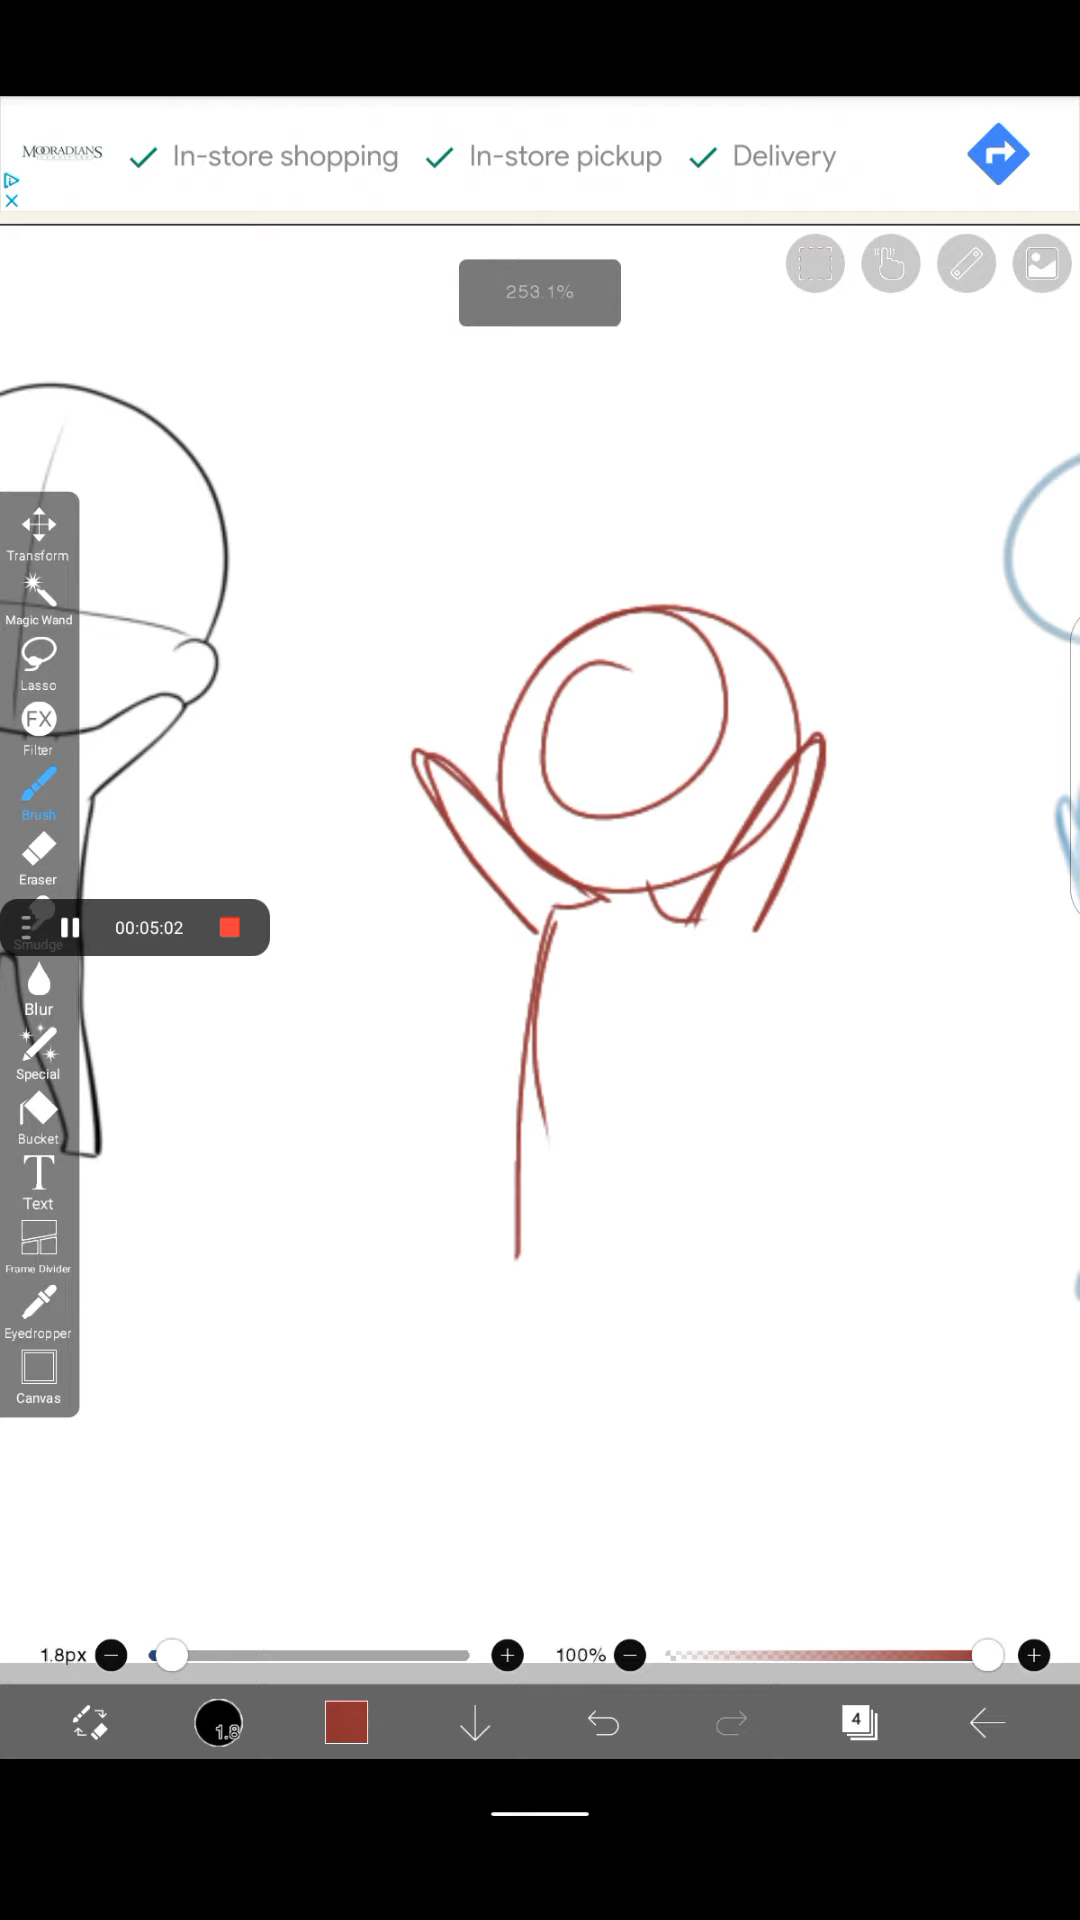 MOORADIANS
In-store shopping
In-store pickup
Delivery
253.1%
Transform
Magic Wand
Lasso
FX
Filter
Brush
Eraser
00:05:02
Smudge
Blur
Special
Bucket
T
Text
Frame Divider
Eyedropper
Canvas
1.8px
100%
1.8
4